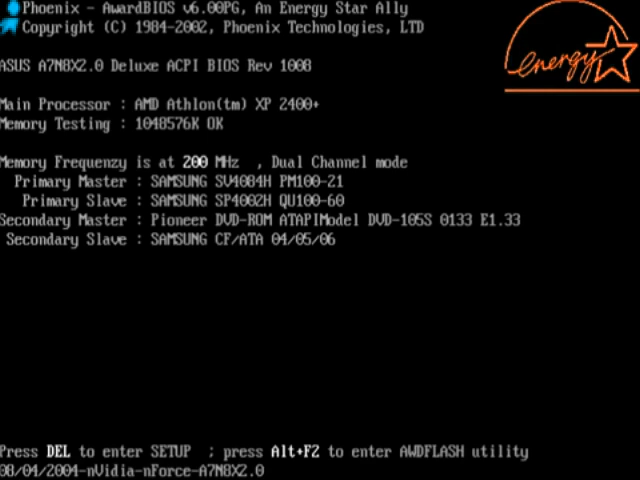 Phoenix - AwardBIOS v6.00PG, An Energy Star Ally
Copyright (C) 1984-2002, Phoenix Technologies, LTD
energy
ASUS A7N8X2.0 Deluxe ACPI BIOS Rev 1008
Main Processor : AMD Athlon(tm) XP 2400+
Memory Testing : 1048576K OK
Memory Frequenzy is at 200 MHz , Dual Channel mode
Primary Master : SAMSUNG SV4084H PM100-21
Primary Slave : SAMSUNG SP4002H QU100-60
Secondary Master : Pioneer DVD-ROM ATAPIModel DVD-105S 0133 E1.33
Secondary Slave : SAMSUNG CF/ATA 04/05/06
Press DEL to enter SETUP ; press Alt+F2 to enter AWDFLASH utility
08/04/2004-nVidia-nForce-A7N8X2.0